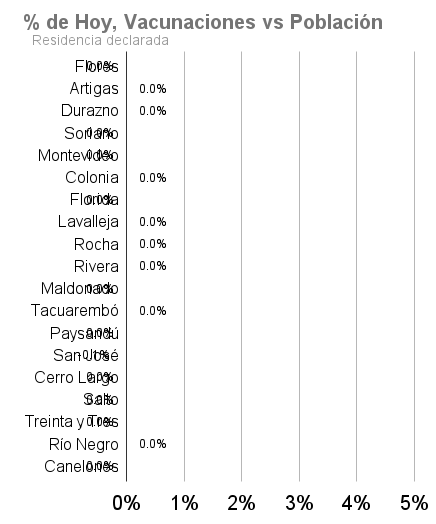 % de Hoy, Vacunaciones vs Población
Residencia declarada
Flores 0.0%
Artigas 0.0%
Durazno 0.0%
Soriano 0.0%
Montevideo 0.0%
Colonia 0.0%
Florida 0.0%
Lavalleja 0.0%
Rocha 0.0%
Rivera 0.0%
Maldonado 0.0%
Tacuarembó 0.0%
Paysandú 0.0%
San José -0.1%
Cerro Largo 0.0%
Salto 0.0%
Treinta y Tres 0.0%
Río Negro 0.0%
Canelones 0.0%
0% 1% 2% 3% 4% 5%